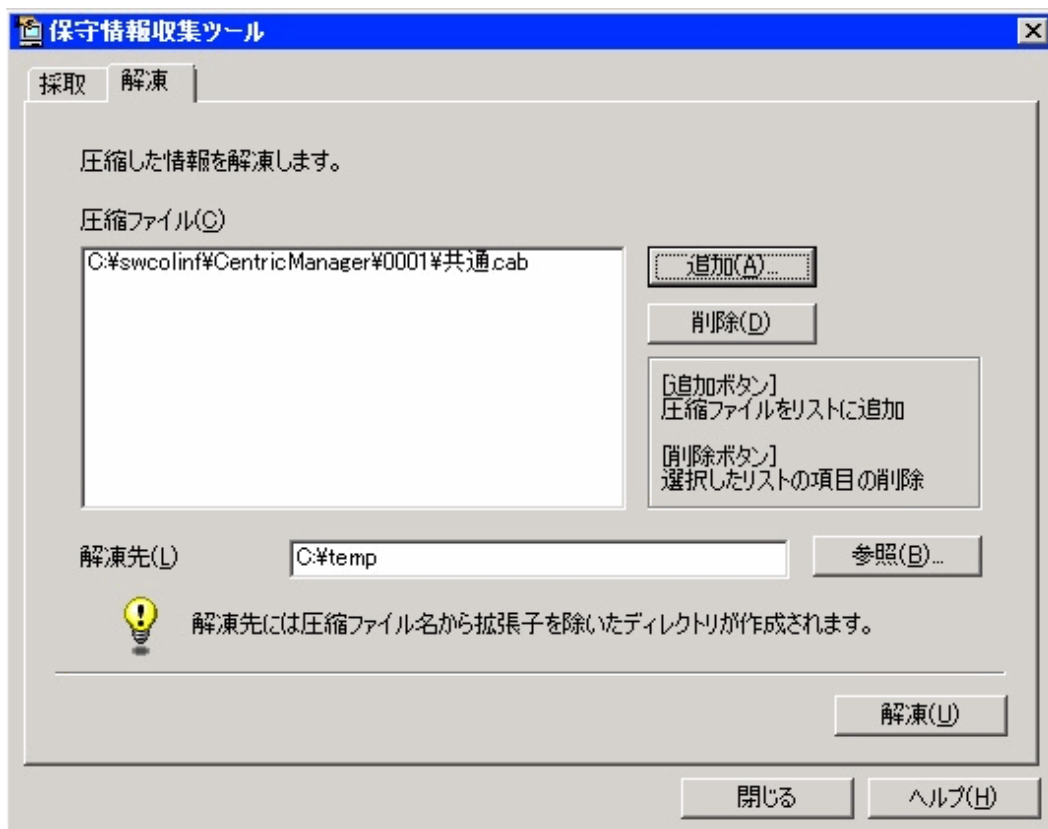 保守情報収集ツール
採取
解凍
圧縮した情報を解凍します。
圧縮ファイル(C)
C:¥swcolinf¥CentricManager¥0001¥共通.cab
追加(A)...
削除(D)
[追加ボタン]
圧縮ファイルをリストに追加
[削除ボタン]
選択したリストの項目の削除
解凍先(L)
C:¥temp
参照(B)...
解凍先には圧縮ファイル名から拡張子を除いたディレクトリが作成されます。
解凍(U)
閉じる
ヘルプ(H)